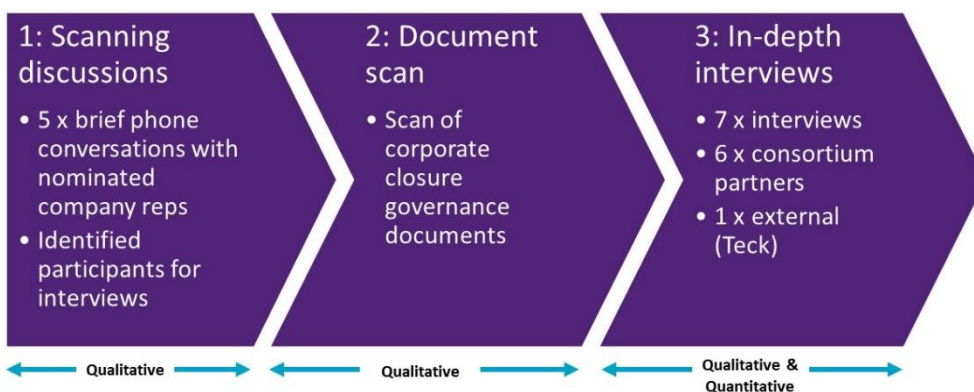 1: Scanning
discussions
• 5 x brief phone
conversations with
nominated
company reps
• Identified
participants for
interviews
2: Document
scan
• Scan of
corporate
closure
governance
documents
3: In-depth
interviews
• 7 x interviews
• 6 x consortium
partners
• 1 x external
(Teck)
Qualitative
Qualitative
Qualitative &
Quantitative